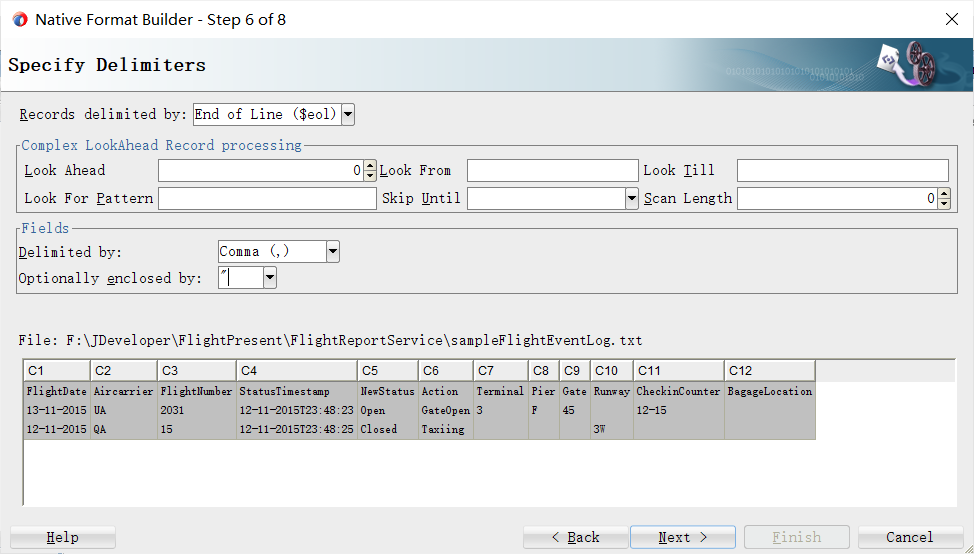 Native Format Builder - Step 6 of 8
Specify Delimiters
Records delimited by: End of Line ($eol)
Complex LookAhead Record processing
Look Ahead 0 Look From Look Till
Look For Pattern Skip Until Scan Length 0
Fields
Delimited by: Comma (,)
Optionally enclosed by: "
File: F:\JDeveloper\FlightPresent\FlightReportService\sampleFlightEventLog.txt
C1 C2 C3 C4 C5 C6 C7 C8 C9 C10 C11 C12
FlightDate Aircarrier FlightNumber StatusTimestamp NewStatus Action Terminal Pier Gate Runway CheckinCounter BagageLocation
13-11-2015 UA 2031 12-11-2015T23:48:23 Open GateOpen 3 F 45 12-15
12-11-2015 QA 15 12-11-2015T23:48:25 Closed Taxiing 3W
Help < Back Next > Finish Cancel